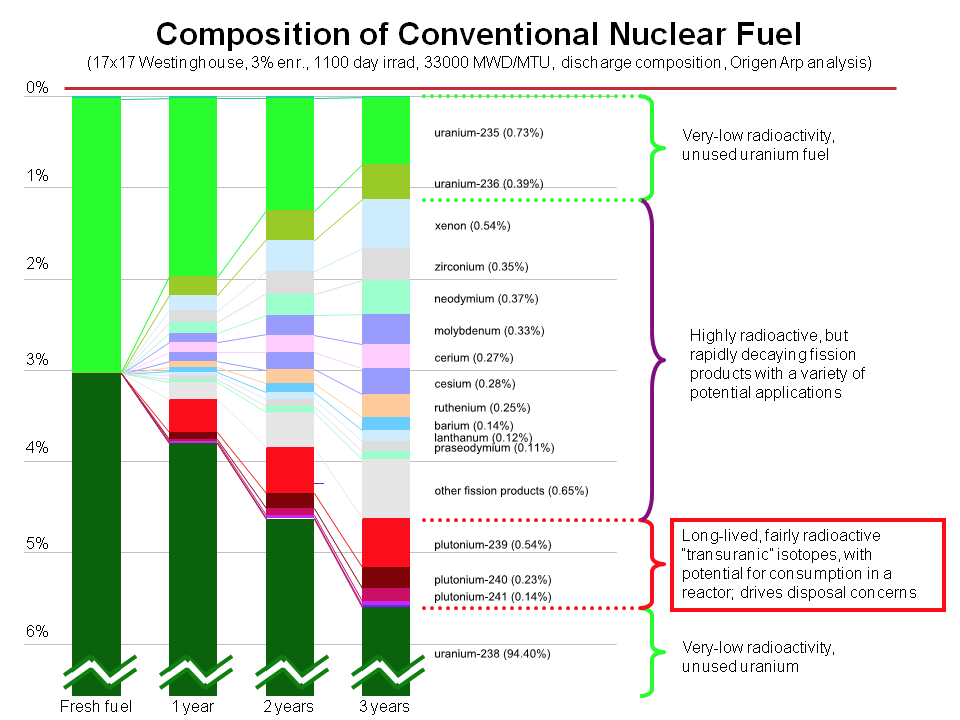 Composition of Conventional Nuclear Fuel
(17x17 Westinghouse, 3% enr., 1100 day irrad, 33000 MWD/MTU, discharge composition, Origen Arp analysis)
0%
1%
2%
3%
4%
5%
6%
uranium-235 (0.73%)
uranium-236 (0.39%)
xenon (0.54%)
zirconium (0.35%)
neodymium (0.37%)
molybdenum (0.33%)
cerium (0.27%)
cesium (0.28%)
ruthenium (0.25%)
barium (0.14%)
lanthanum (0.12%)
praseodymium (0.11%)
other fission products (0.65%)
plutonium-239 (0.54%)
plutonium-240 (0.23%)
plutonium-241 (0.14%)
uranium-238 (94.40%)
Very-low radioactivity,
unused uranium fuel
Highly radioactive, but
rapidly decaying fission
products with a variety of
potential applications
Long-lived, fairly radioactive
“transuranic” isotopes, with
potential for consumption in a
reactor; drives disposal concerns
Very-low radioactivity,
unused uranium
Fresh fuel
1 year
2 years
3 years